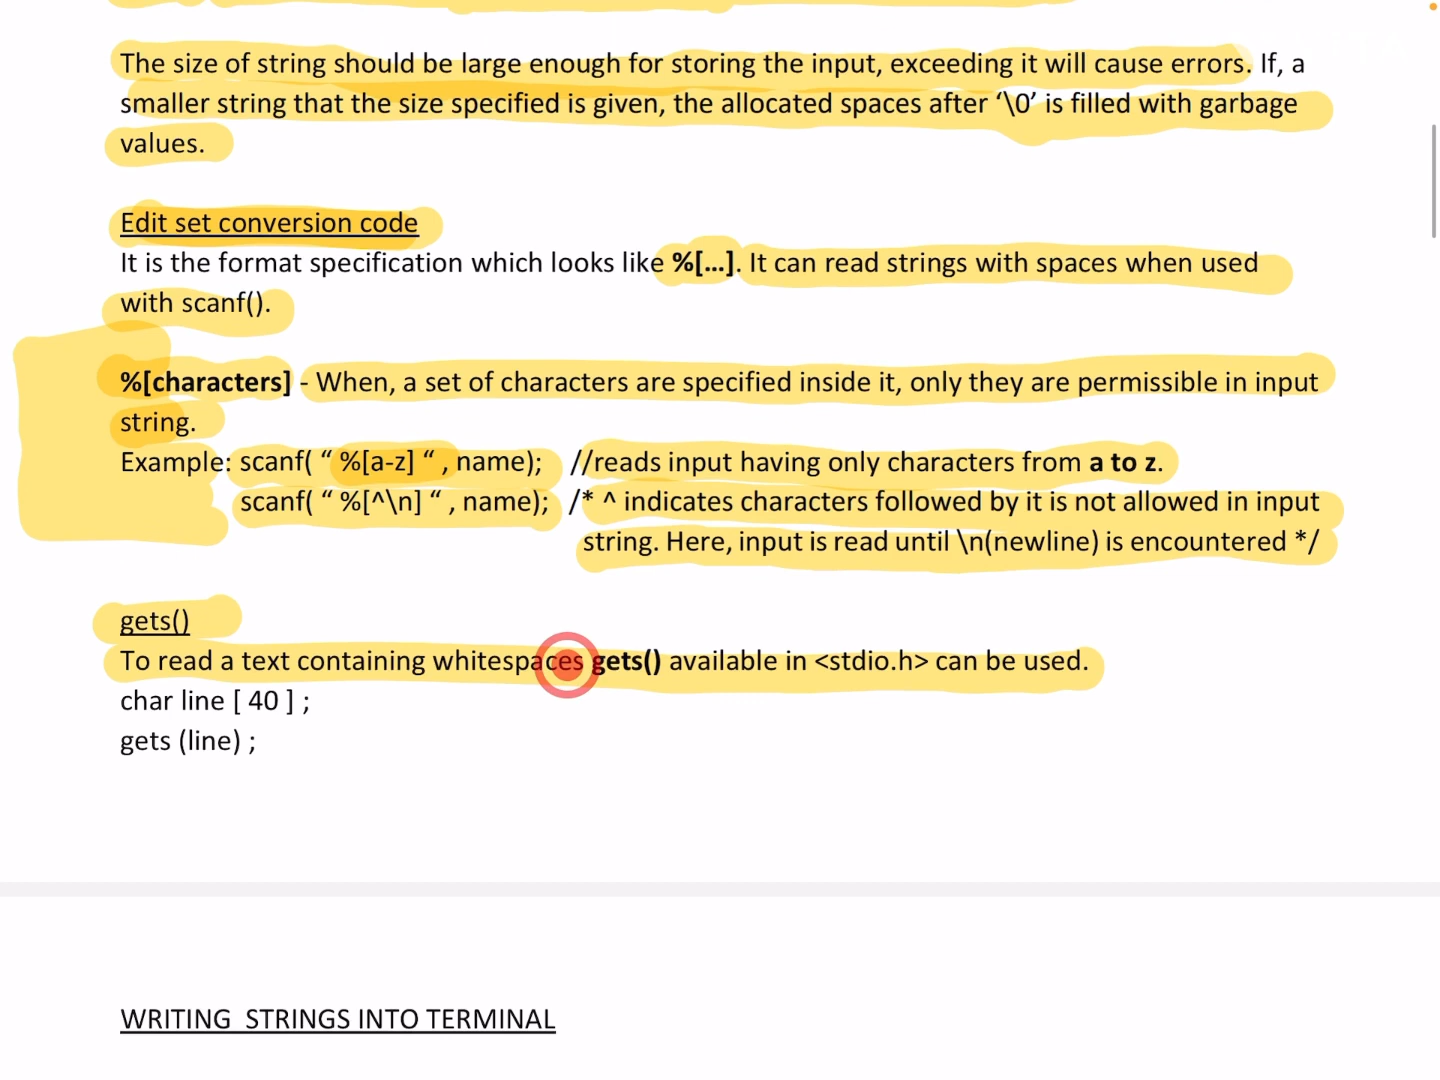 The size of string should be large enough for storing the input, exceeding it will cause errors. If, a
smaller string that the size specified is given, the allocated spaces after ‘\0’ is filled with garbage
values.
Edit set conversion code
It is the format specification which looks like %[...]. It can read strings with spaces when used
with scanf().
%[characters] - When, a set of characters are specified inside it, only they are permissible in input
string.
Example: scanf( “ %[a-z] “ , name); //reads input having only characters from a to z.
scanf( “ %[^\n] “ , name); /* ^ indicates characters followed by it is not allowed in input
string. Here, input is read until \n(newline) is encountered */
gets()
To read a text containing whitespaces gets() available in <stdio.h> can be used.
char line [ 40 ] ;
gets (line) ;
WRITING  STRINGS INTO TERMINAL